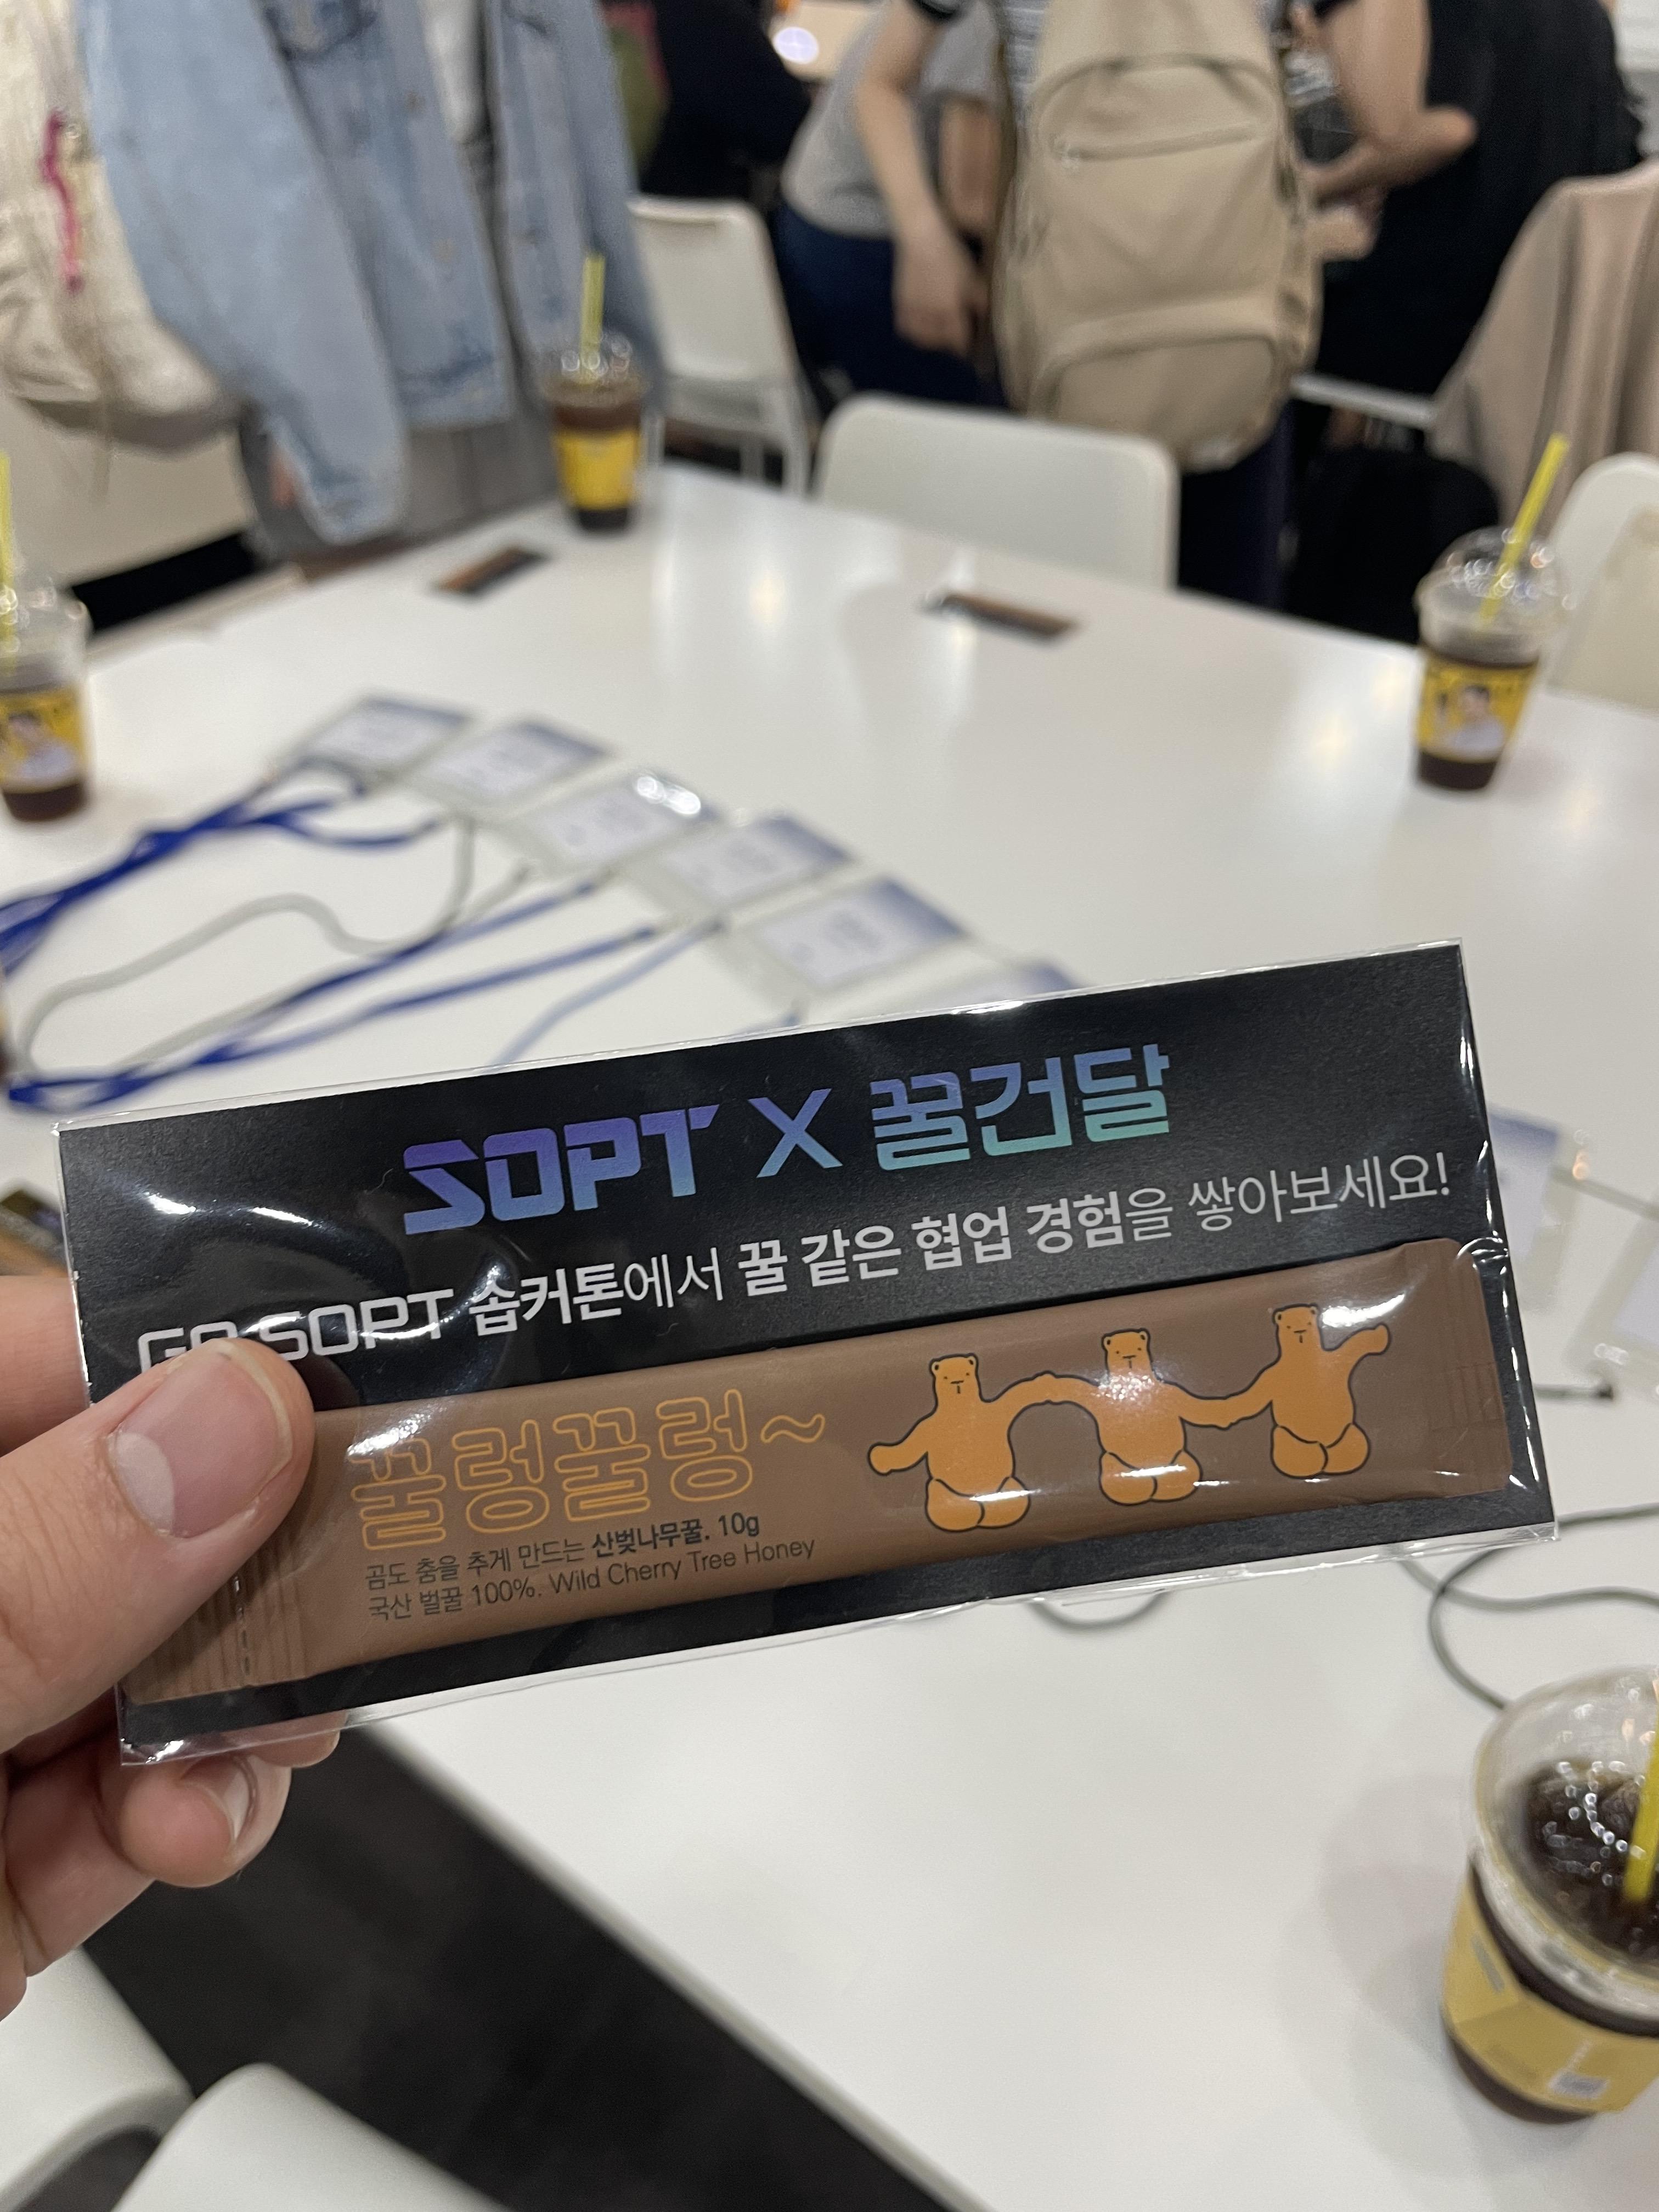 SOPT X 꿀건달
GO SOPT 솝커톤에서 꿀 같은 협업 경험을 쌓아보세요!
꿀렁꿀렁~
곰도 춤을 추게 만드는 산벚나무꿀. 10g
국산 벌꿀 100%. Wild Cherry Tree Honey